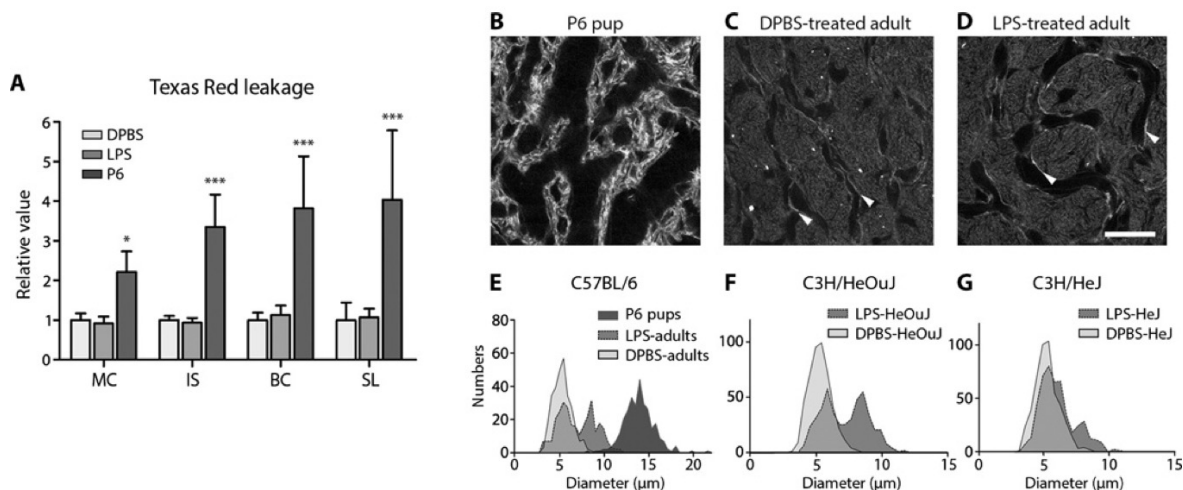 A
Texas Red leakage
DPBS
LPS
P6
Relative value
6
5
4
3
2
1
0
*
***
***
***
MC
IS
BC
SL
B
P6 pup
C
DPBS-treated adult
D
LPS-treated adult
E
C57BL/6
P6 pups
LPS-adults
DPBS-adults
Numbers
80
60
40
20
0
0 5 10 15 20
Diameter (µm)
F
C3H/HeOuJ
LPS-HeOuJ
DPBS-HeOuJ
100
50
0
0 5 10 15
Diameter (µm)
G
C3H/HeJ
LPS-HeJ
DPBS-HeJ
100
50
0
0 5 10 15
Diameter (µm)